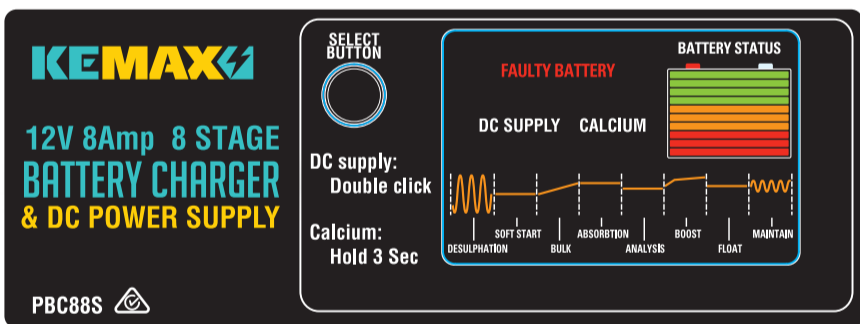 KEMAX
12V 8Amp 8 STAGE
BATTERY CHARGER
& DC POWER SUPPLY
PBC88S
SELECT
BUTTON
DC supply:
Double click
Calcium:
Hold 3 Sec
BATTERY STATUS
FAULTY BATTERY
DC SUPPLY CALCIUM
DESULPHATION
SOFT START
BULK
ABSORBTION
ANALYSIS
BOOST
FLOAT
MAINTAIN